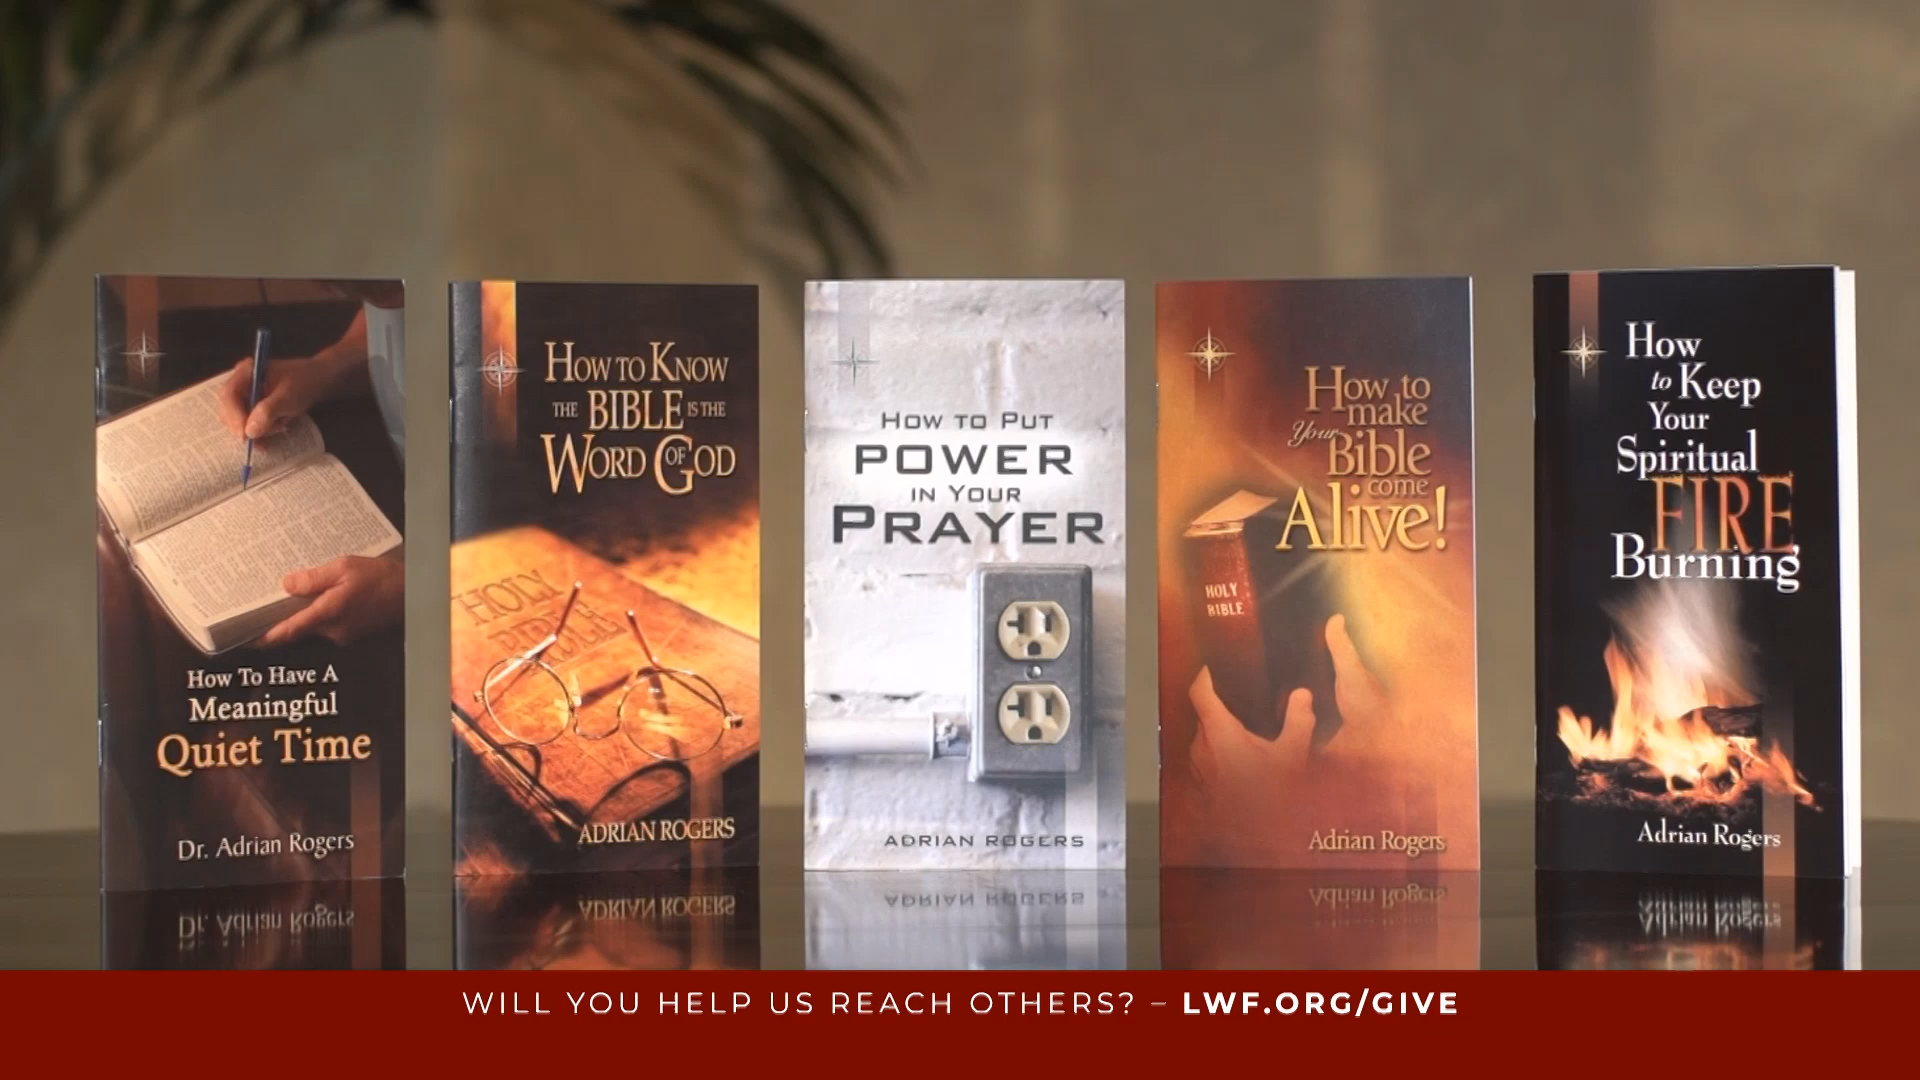 How To Have A
Meaningful
Quiet Time
Dr. Adrian Rogers
HOW TO KNOW
THE BIBLE IS THE
WORD OF GOD
HOLY
BIBLE
ADRIAN ROGERS
HOW TO PUT
POWER
IN YOUR
PRAYER
ADRIAN ROGERS
How to
make
Your Bible
come
Alive!
HOLY
BIBLE
Adrian Rogers
How
to Keep
Your
Spiritual
FIRE
Burning
Adrian Rogers
WILL YOU HELP US REACH OTHERS? – LWF.ORG/GIVE